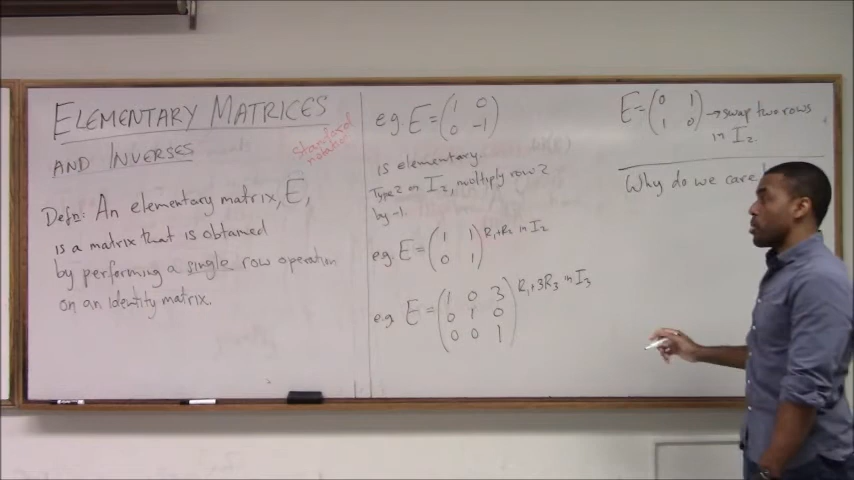 ELEMENTARY MATRICES
AND INVERSES
Standard
notation
Defn: An elementary matrix, E,
is a matrix that is obtained
by performing a single row operation
on an identity matrix.
e.g. E = (1 0
0 -1)
is elementary.
Type 2 on I2, multiply row 2
by -1.
e.g. E = (1 1
0 1) R1+R2 in I2
e.g. E = (1 0 3
0 1 0
0 0 1) R1+3R3 in I3
E = (0 1
1 0) → swap two rows
in I2.
Why do we care